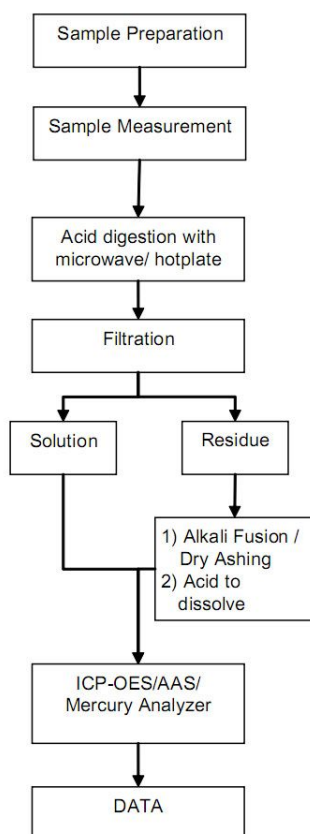 Sample Preparation
Sample Measurement
Acid digestion with
microwave/ hotplate
Filtration
Solution
Residue
1) Alkali Fusion /
Dry Ashing
2) Acid to
dissolve
ICP-OES/AAS/
Mercury Analyzer
DATA